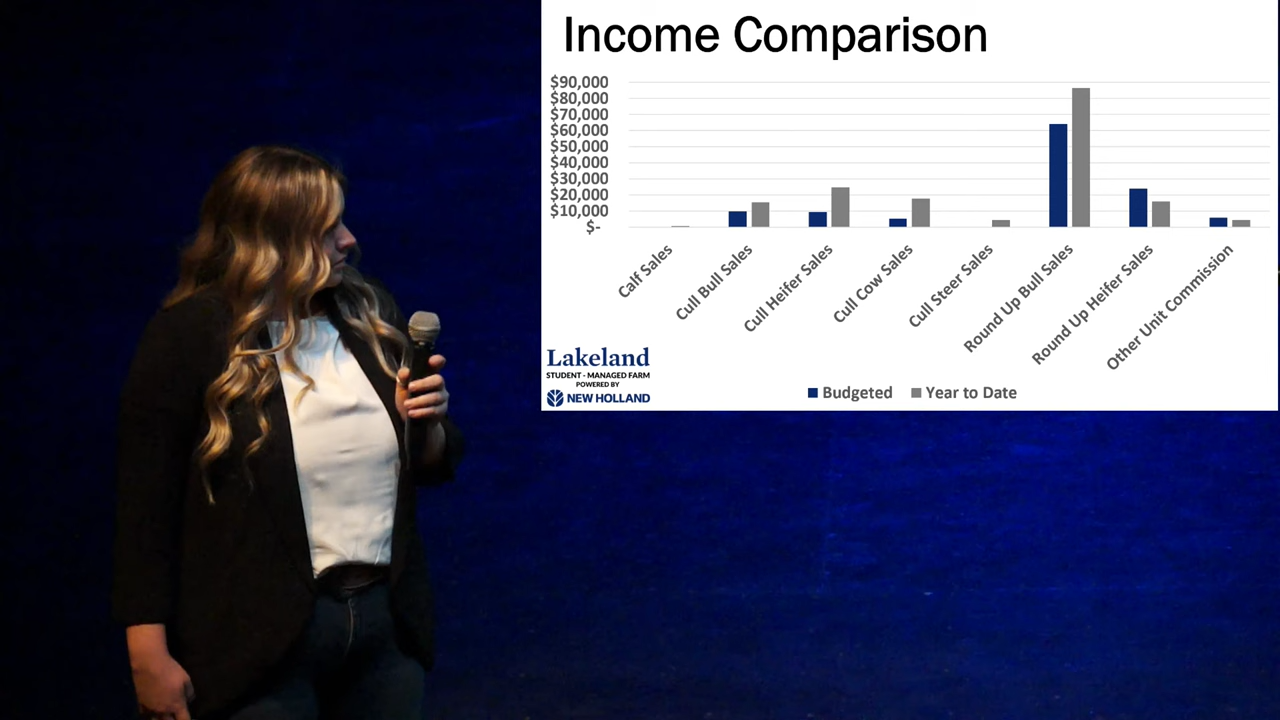 Income Comparison
$90,000
$80,000
$70,000
$60,000
$50,000
$40,000
$30,000
$20,000
$10,000
$-
Calf Sales
Cull Bull Sales
Cull Heifer Sales
Cull Cow Sales
Cull Steer Sales
Round Up Bull Sales
Round Up Heifer Sales
Other Unit Commission
Budgeted
Year to Date
Lakeland
STUDENT - MANAGED FARM
POWERED BY
NEW HOLLAND